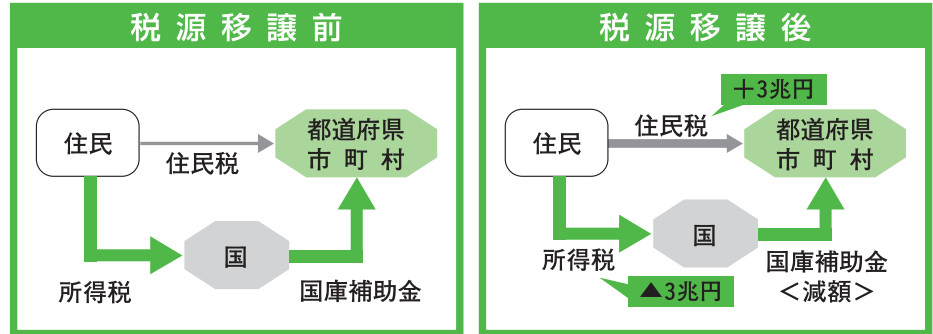 税源移譲前
住民
都道府県
市町村
住民税
国
所得税
国庫補助金
税源移譲後
＋3兆円
住民
住民税
都道府県
市町村
国
所得税
▲3兆円
国庫補助金
＜減額＞